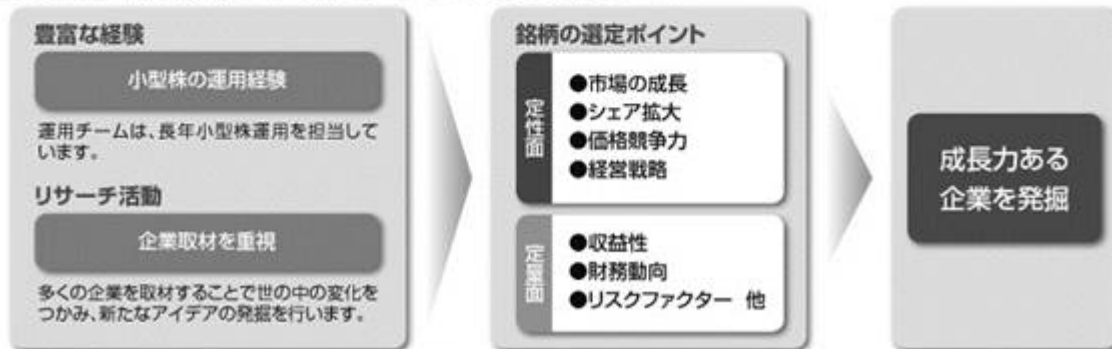 豊富な経験
小型株の運用経験
運用チームは、長年小型株運用を担当して
います。
リサーチ活動
企業取材を重視
多くの企業を取材することで世の中の変化を
つかみ、新たなアイデアの発掘を行います。
銘柄の選定ポイント
定性面
●市場の成長
●シェア拡大
●価格競争力
●経営戦略
定量面
●収益性
●財務動向
●リスクファクター 他
成長力ある
企業を発掘